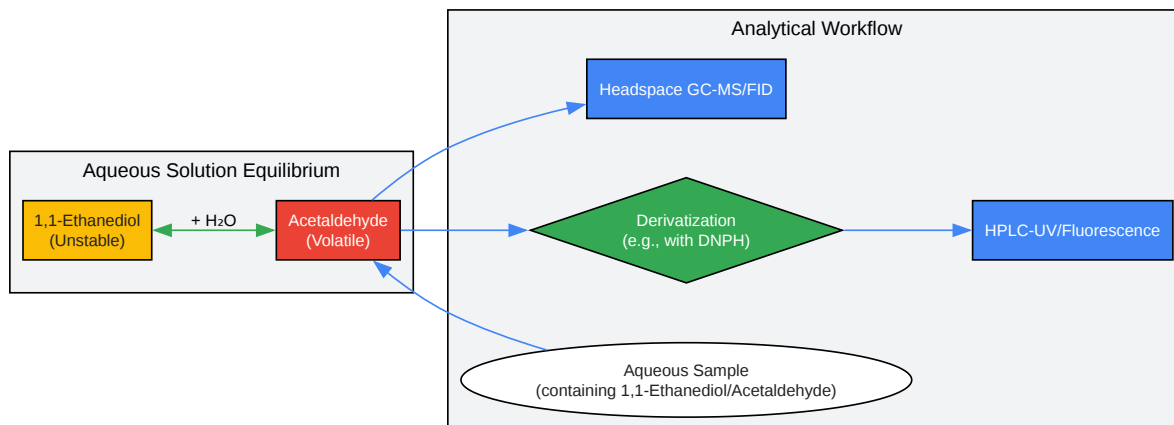 Analytical Workflow
Headspace GC-MS/FID
Aqueous Solution Equilibrium
1,1-Ethanediol
(Unstable)
+ H₂O
Acetaldehyde
(Volatile)
Derivatization
(e.g., with DNPH)
HPLC-UV/Fluorescence
Aqueous Sample
(containing 1,1-Ethanediol/Acetaldehyde)